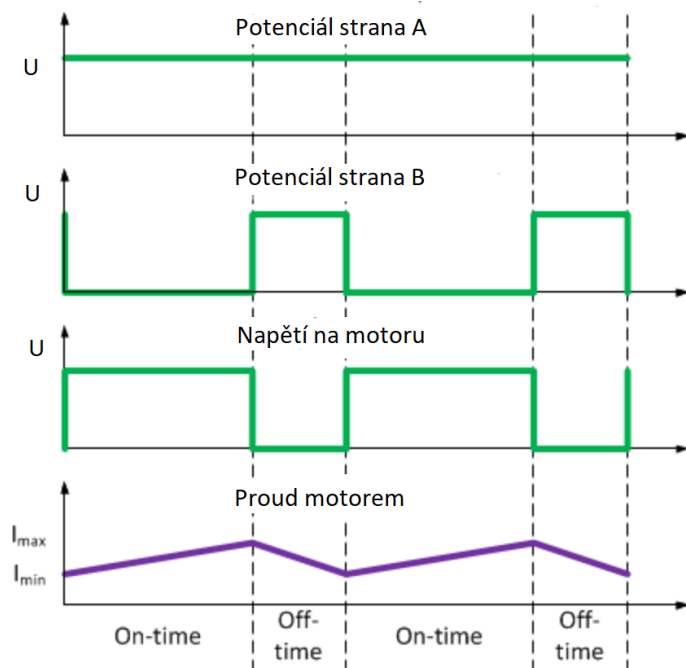 Potenciál strana A
U
Potenciál strana B
U
Napětí na motoru
U
Proud motorem
Imax
Imin
On-time
Off-
time
On-time
Off-
time